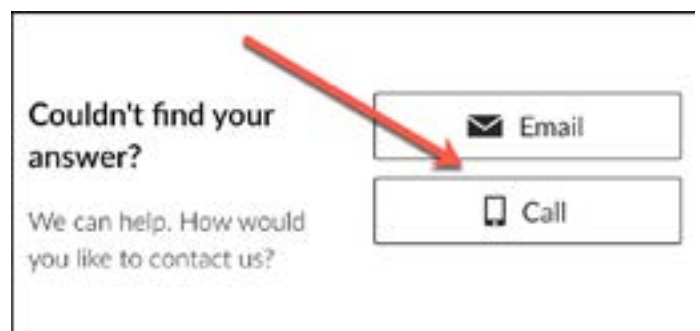 Couldn't find your
answer?
We can help. How would
you like to contact us?
Email
Call